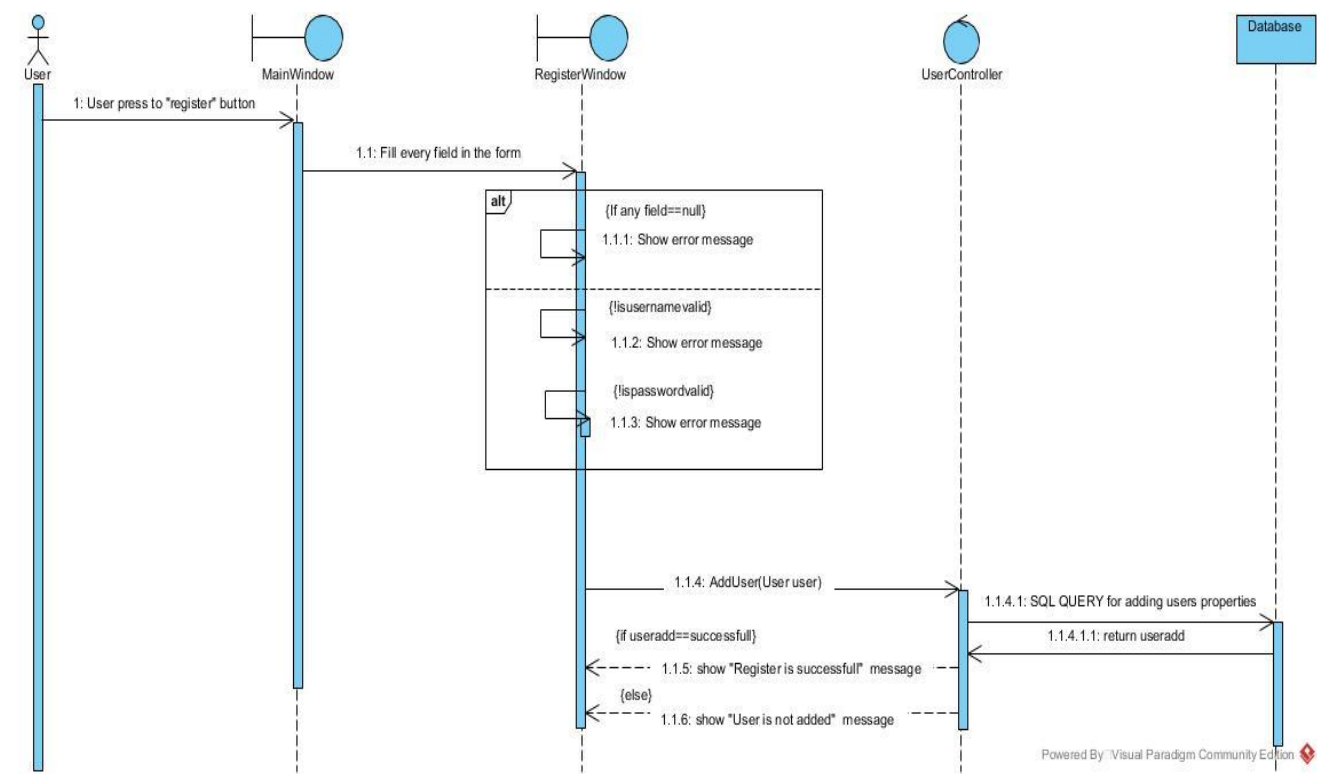 User
MainWindow
RegisterWindow
UserController
Database
1: User press to "register" button
1.1: Fill every field in the form
alt
{If any field==null}
1.1.1: Show error message
{!isusernamevalid}
1.1.2: Show error message
{!ispasswordvalid}
1.1.3: Show error message
1.1.4: AddUser(User user)
1.1.4.1: SQL QUERY for adding users properties
{if useradd==successfull}
1.1.4.1.1: return useradd
1.1.5: show "Register is successfull" message
{else}
1.1.6: show "User is not added" message
Powered By Visual Paradigm Community Edition